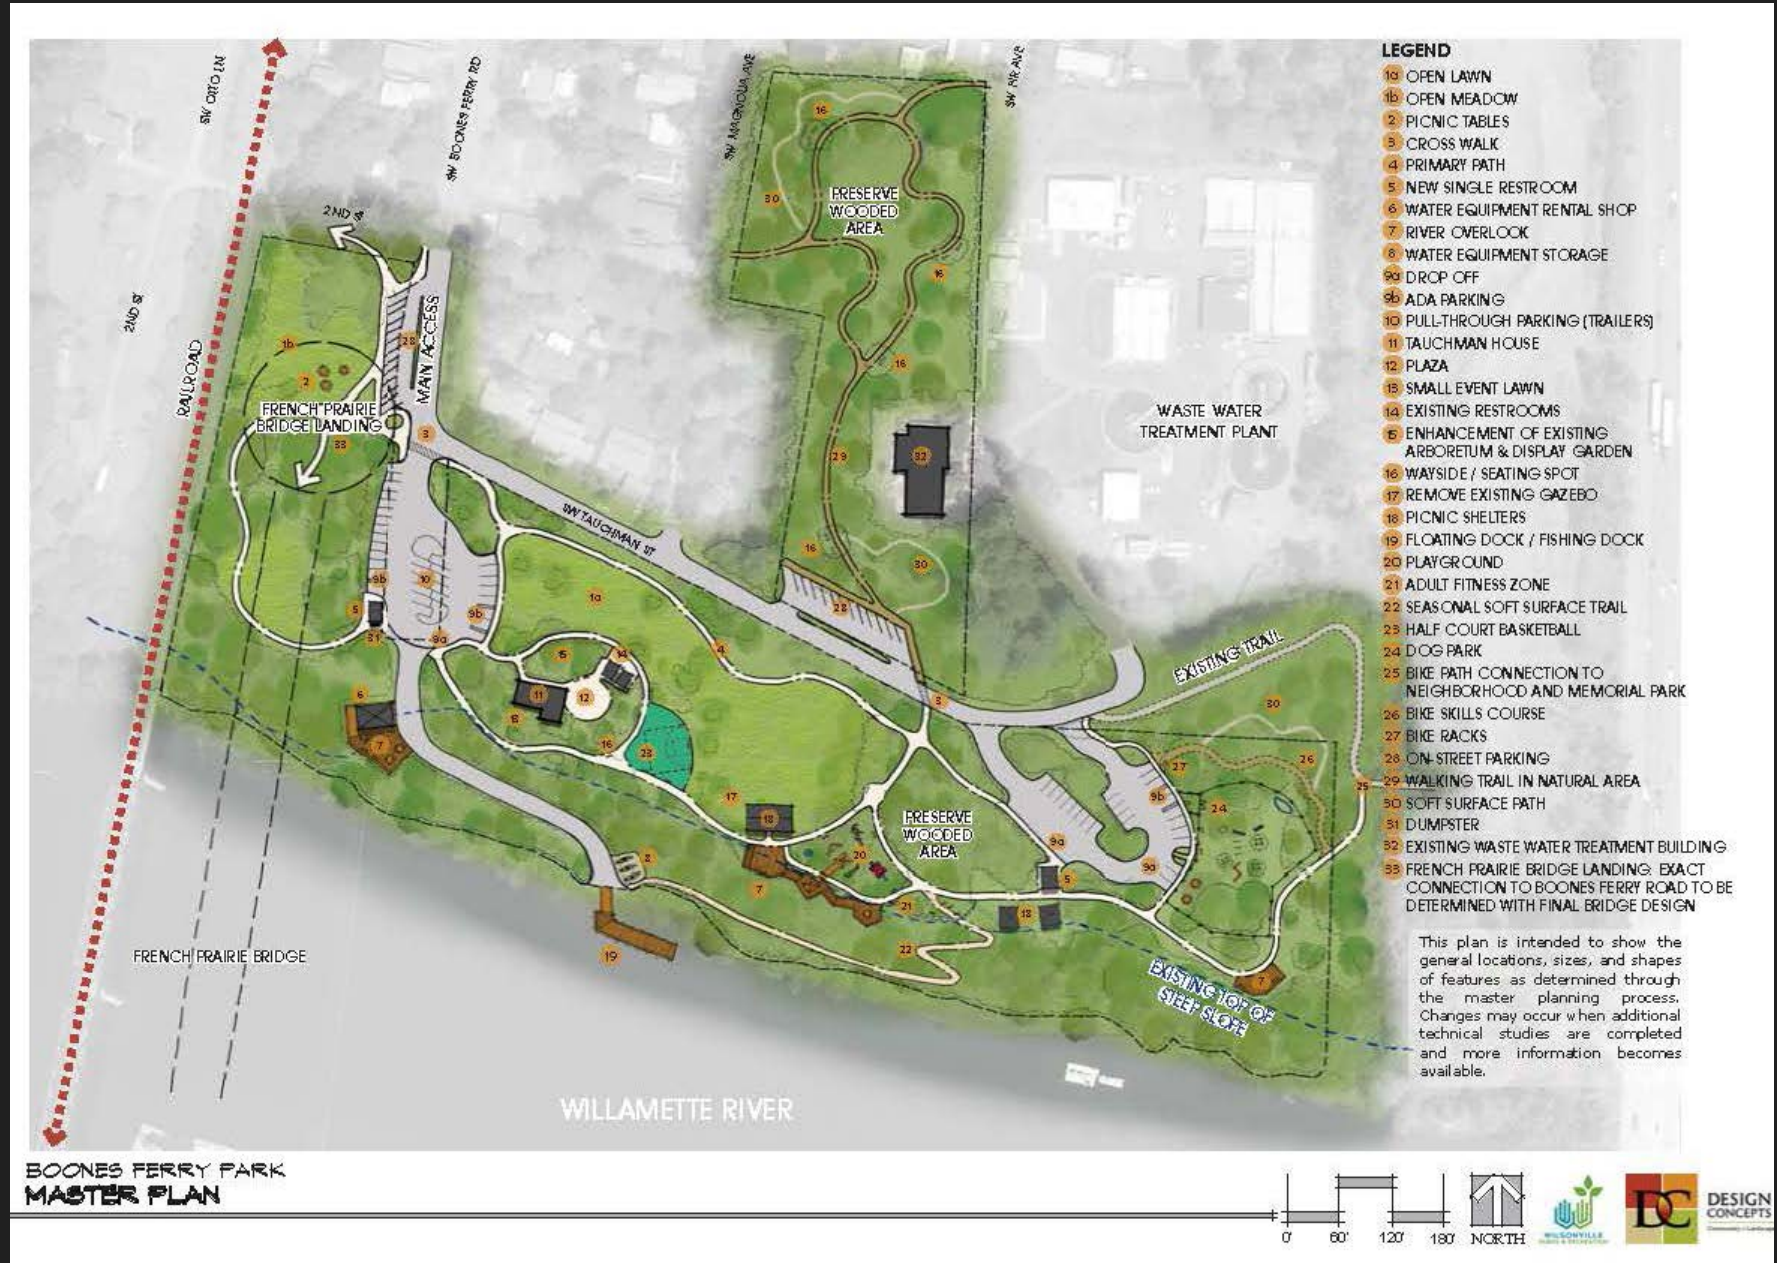 SW OTTO LN
SW BOONES FERRY RD
SW MAGNOLIA AVE
SW FIR AVE
2ND St
2ND St
RAILROAD
MAIN ACCESS
FRENCH PRAIRIE
BRIDGE LANDING
SW TAUCHMAN ST
PRESERVE
WOODED
AREA
WASTE WATER
TREATMENT PLANT
EXISTING TRAIL
PRESERVE
WOODED
AREA
EXISTING TOP OF
STEEP SLOPE
FRENCH PRAIRIE BRIDGE
WILLAMETTE RIVER
LEGEND
1a OPEN LAWN
1b OPEN MEADOW
2 PICNIC TABLES
3 CROSS WALK
4 PRIMARY PATH
5 NEW SINGLE RESTROOM
6 WATER EQUIPMENT RENTAL SHOP
7 RIVER OVERLOOK
8 WATER EQUIPMENT STORAGE
9a DROP OFF
9b ADA PARKING
10 PULL-THROUGH PARKING (TRAILERS)
11 TAUCHMAN HOUSE
12 PLAZA
13 SMALL EVENT LAWN
14 EXISTING RESTROOMS
15 ENHANCEMENT OF EXISTING
ARBORETUM & DISPLAY GARDEN
16 WAYSIDE / SEATING SPOT
17 REMOVE EXISTING GAZEBO
18 PICNIC SHELTERS
19 FLOATING DOCK / FISHING DOCK
20 PLAYGROUND
21 ADULT FITNESS ZONE
22 SEASONAL SOFT SURFACE TRAIL
23 HALF COURT BASKETBALL
24 DOG PARK
25 BIKE PATH CONNECTION TO
NEIGHBORHOOD AND MEMORIAL PARK
26 BIKE SKILLS COURSE
27 BIKE RACKS
28 ON-STREET PARKING
29 WALKING TRAIL IN NATURAL AREA
30 SOFT SURFACE PATH
31 DUMPSTER
32 EXISTING WASTE WATER TREATMENT BUILDING
33 FRENCH PRAIRIE BRIDGE LANDING: EXACT
CONNECTION TO BOONES FERRY ROAD TO BE
DETERMINED WITH FINAL BRIDGE DESIGN
This plan is intended to show the
general locations, sizes, and shapes
of features as determined through
the master planning process.
Changes may occur when additional
technical studies are completed
and more information becomes
available.
BOONES FERRY PARK
MASTER PLAN
0' 60' 120' 180' NORTH
WILSONVILLE
PARKS & RECREATION
DC
DESIGN
CONCEPTS